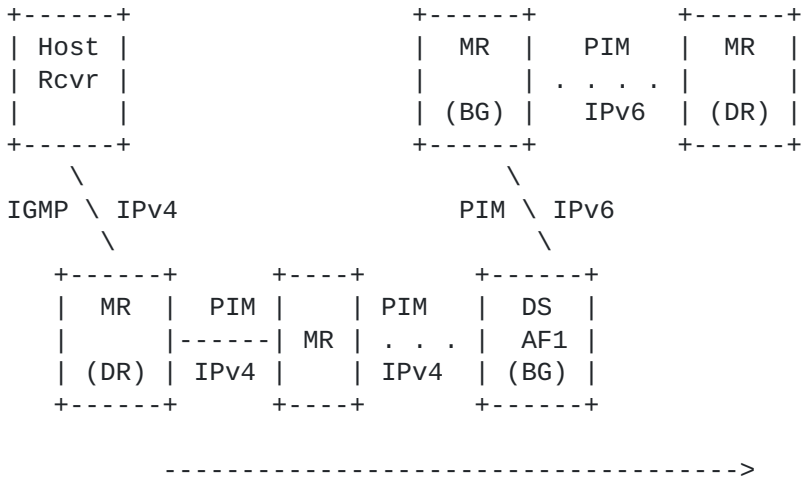 Host MR PIM MR
Rcvr . . . .
(BG) IPv6 (DR)
IGMP \ IPv4 PIM \ IPv6
MR PIM PIM DS
MR . . . AF1
(DR) IPv4 IPv4 (BG)